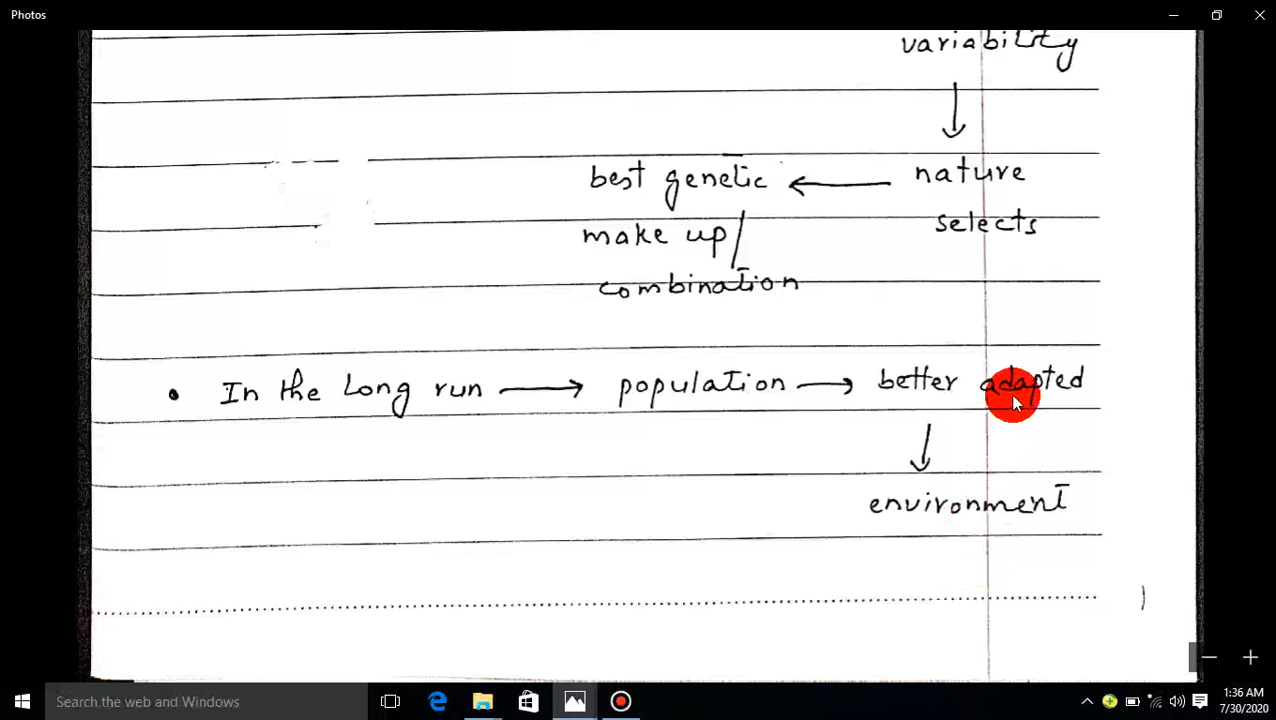 Photos
variability
↓
best genetic ← nature
make up/ selects
combination
• In the long run → population → better adapted
↓
environment
Search the web and Windows
1:36 AM
7/30/2020